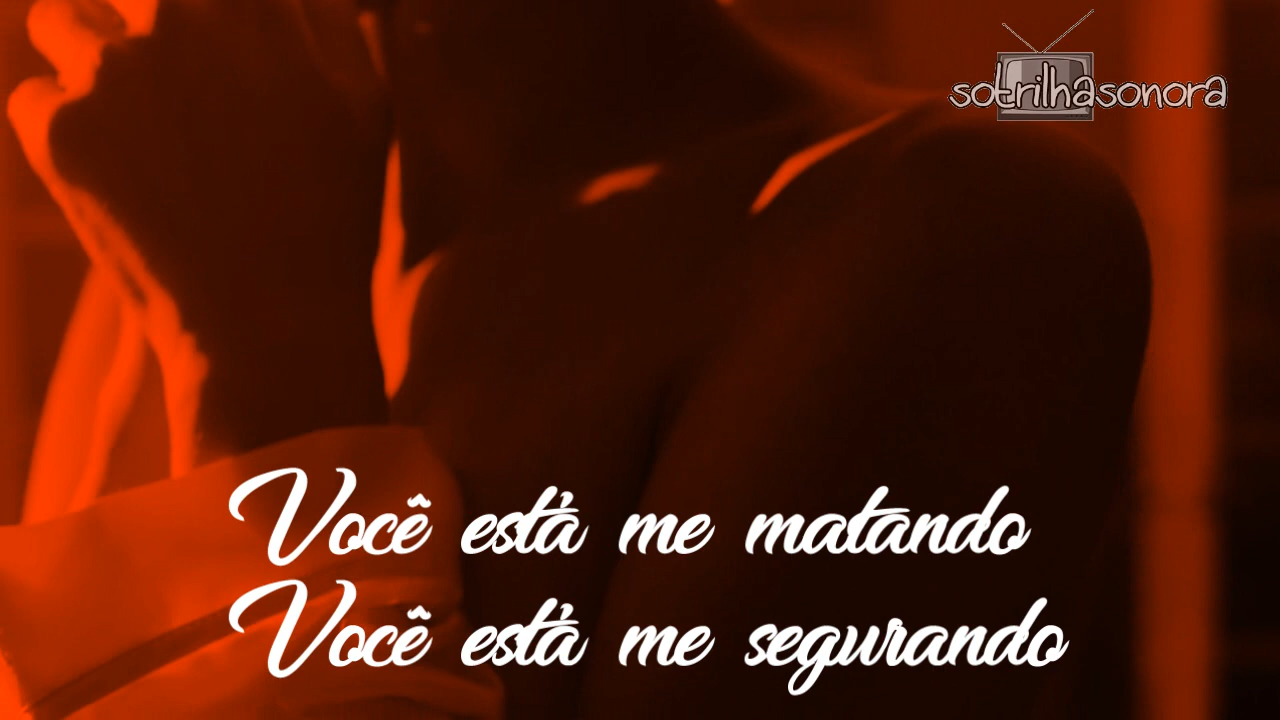 sotrilhasonora
Você está me matando
Você está me segurando